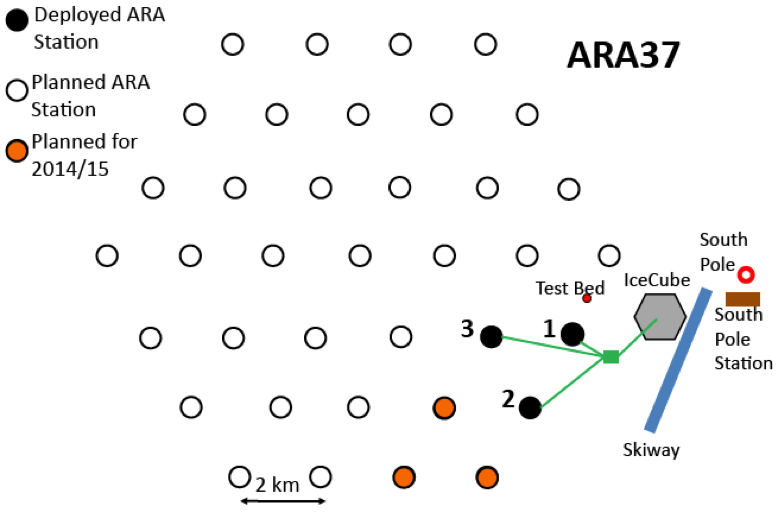 Deployed ARA
Station
Planned ARA
Station
Planned for
2014/15
ARA37
South
Pole
IceCube
Test Bed
South
Pole
Station
3
1
2
Skiway
2 km